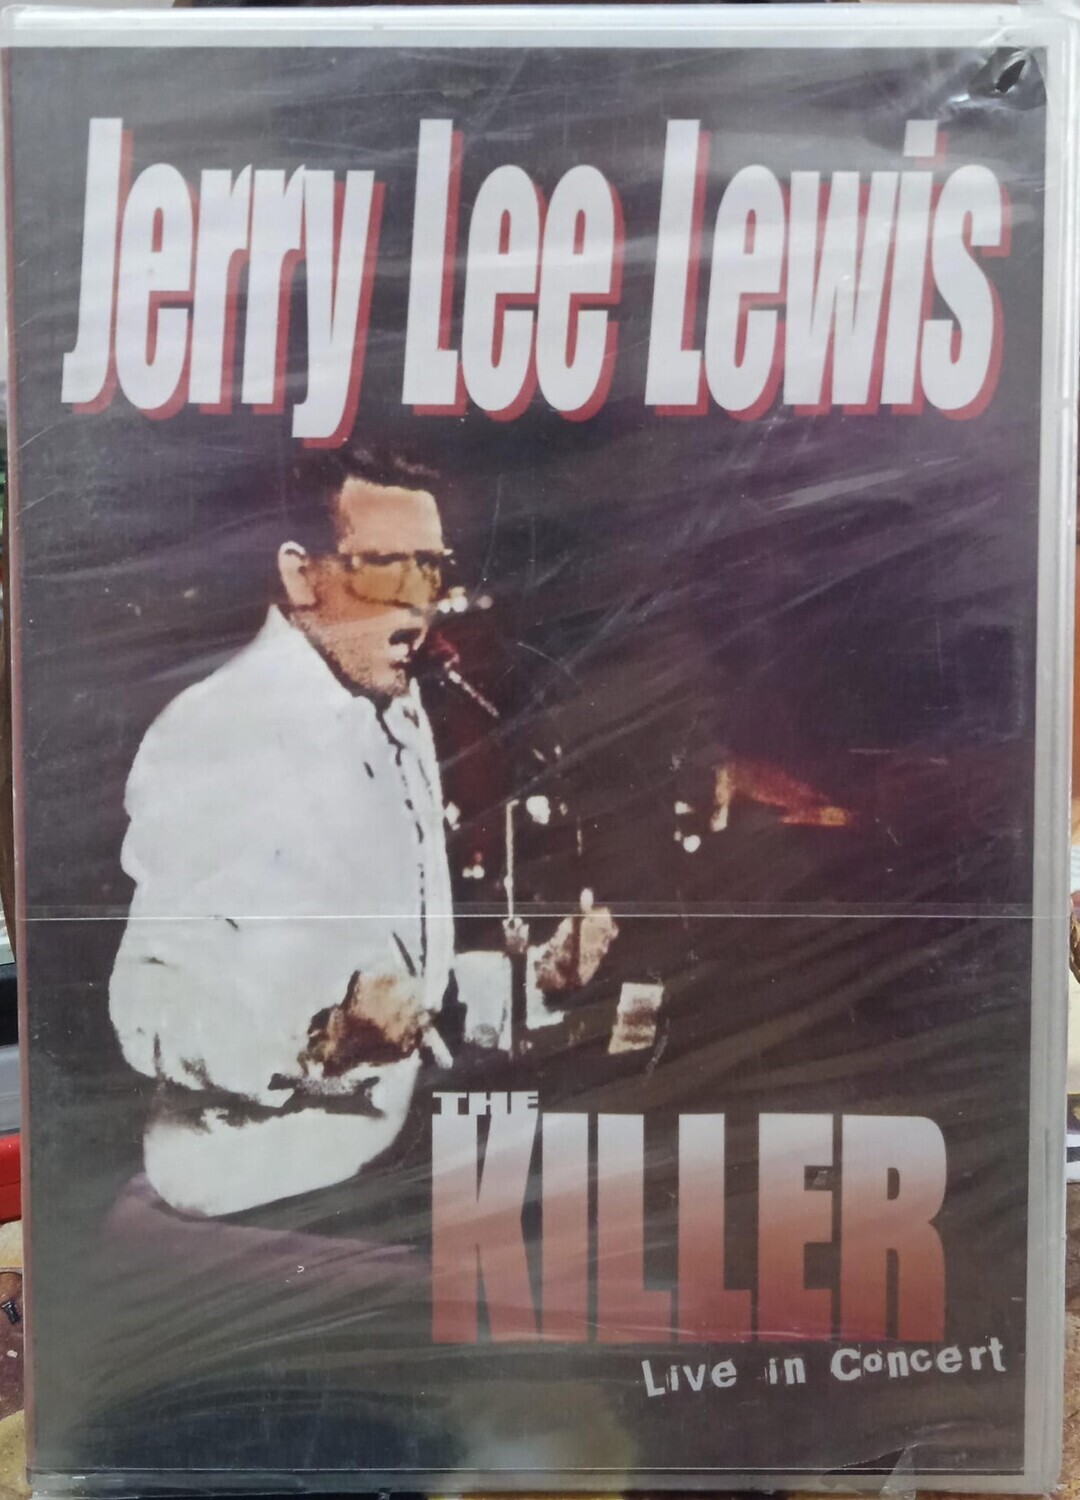 Jerry Lee Lewis
THE
KILLER
Live in Concert